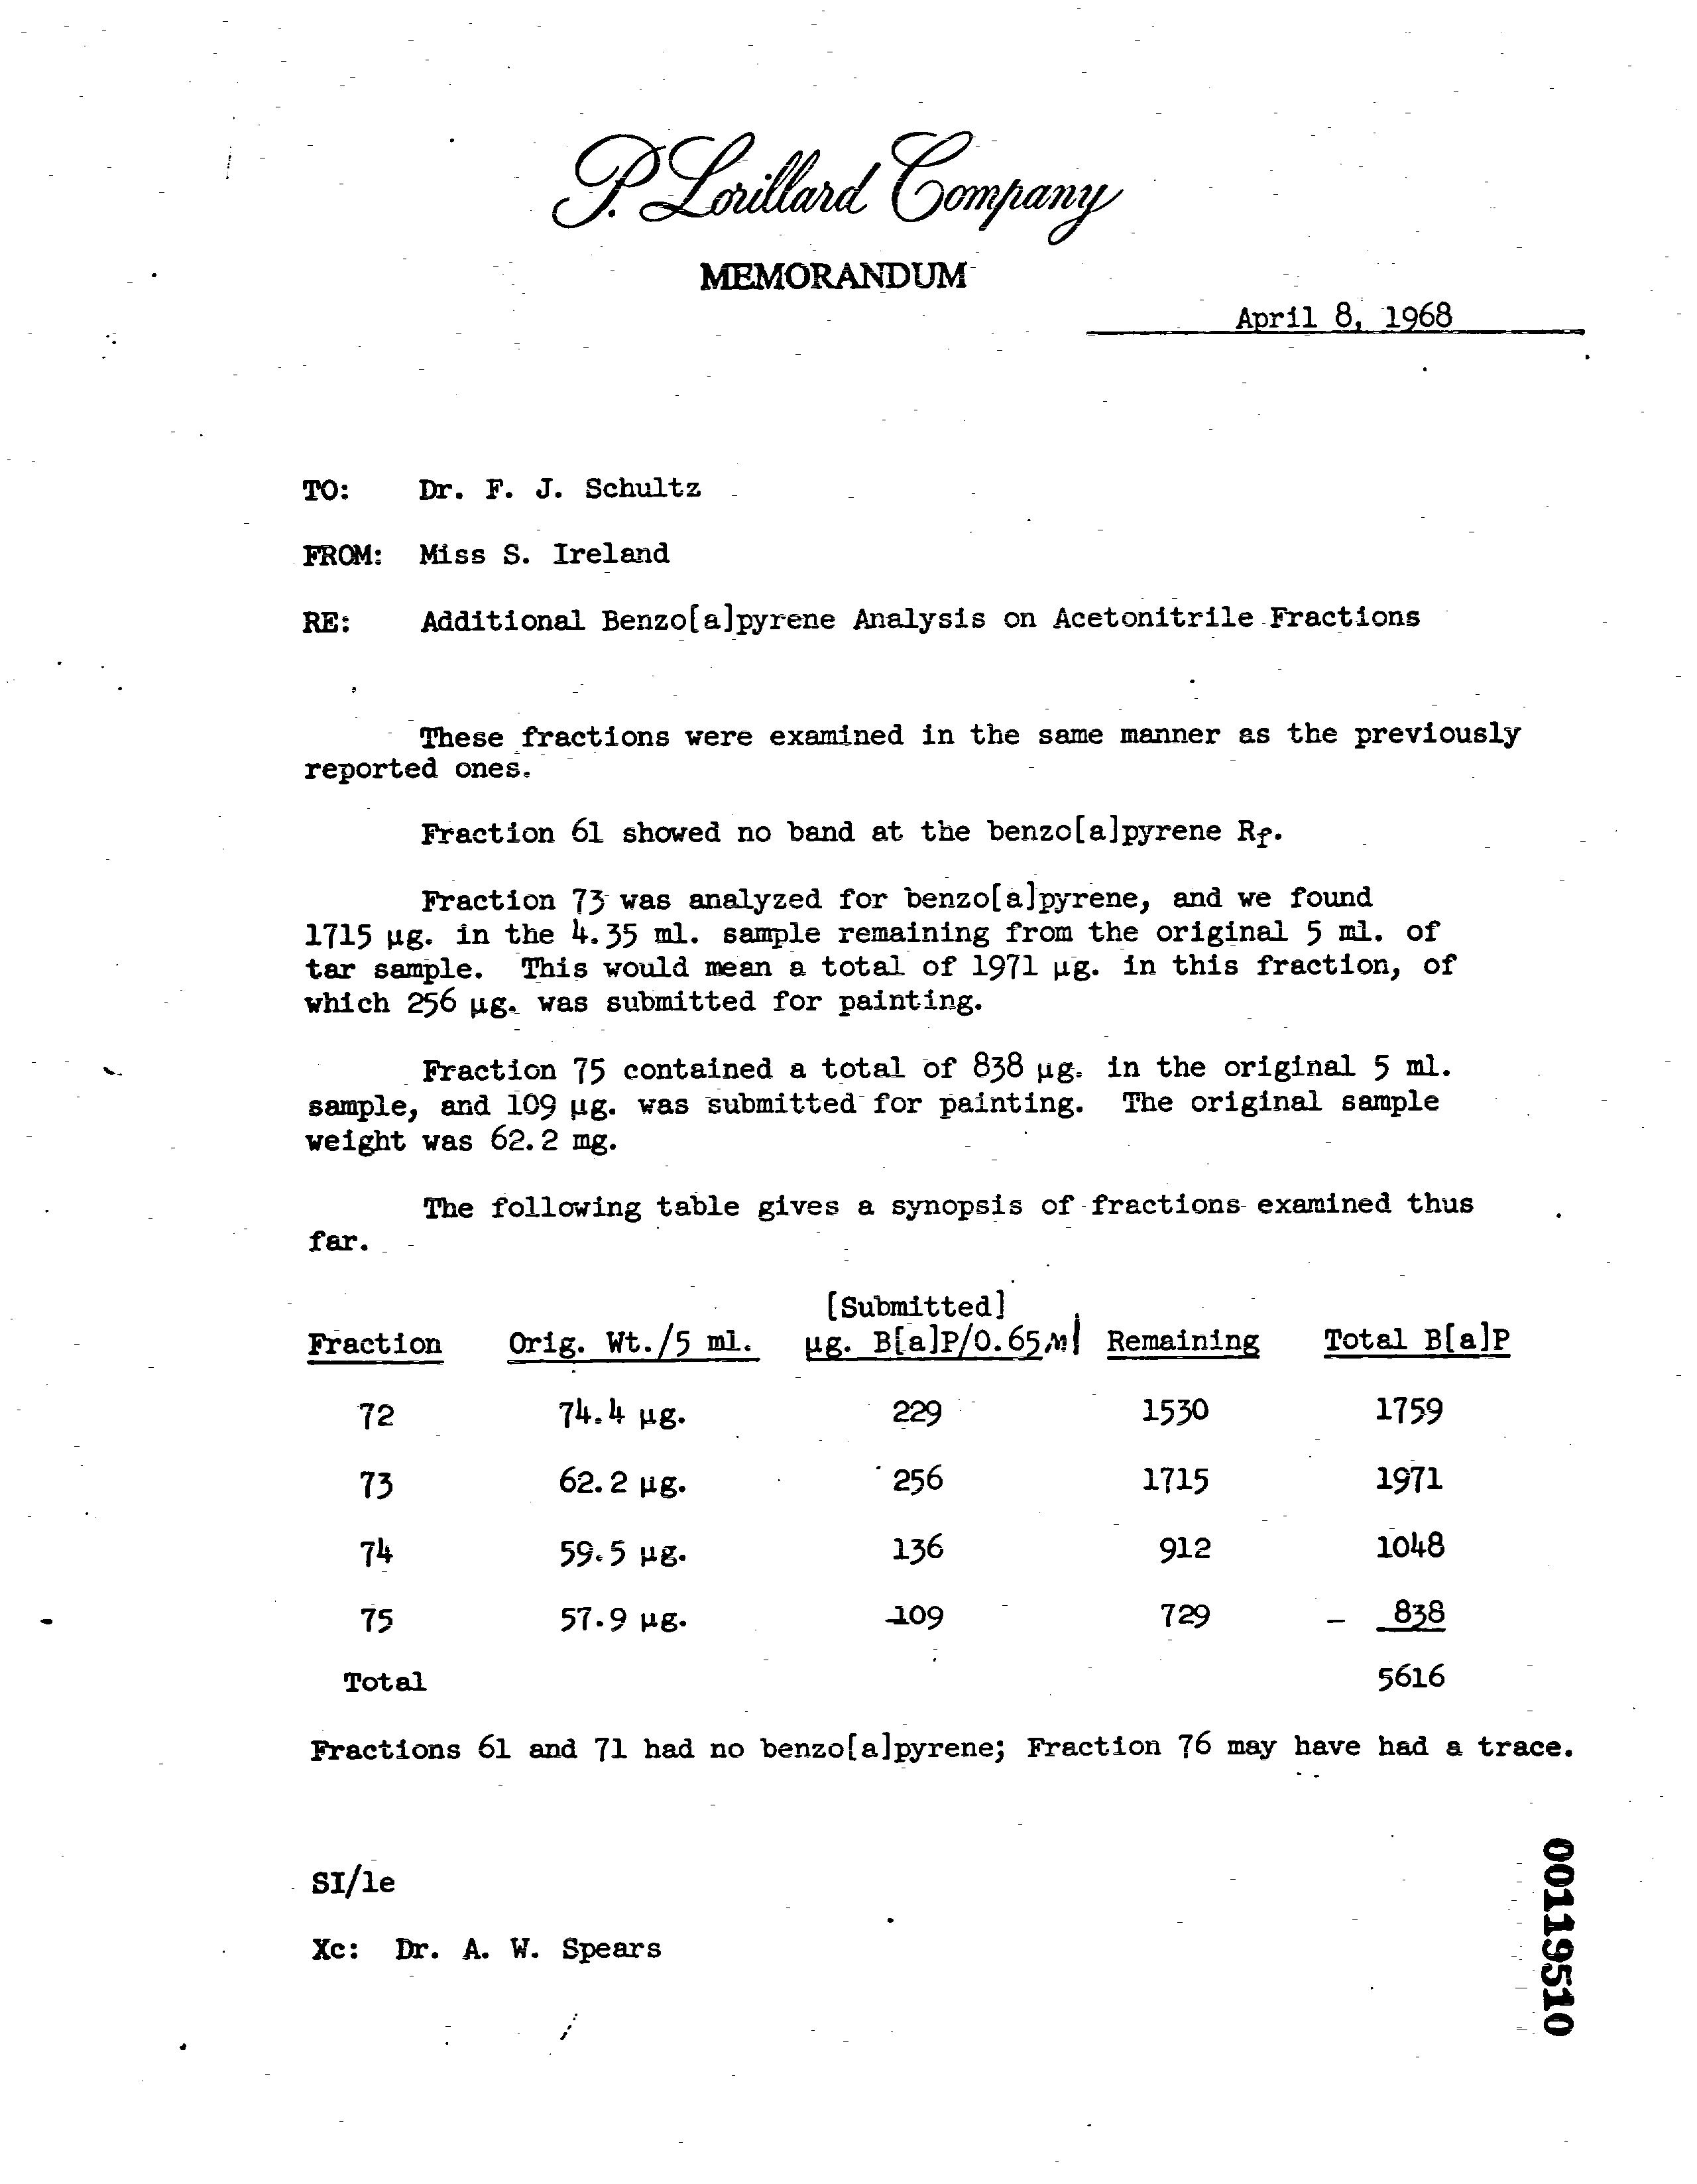 P. Lorillard Company
MEMORANDUM
April 8, 1968
TO: Dr. F. J. Schultz
FROM: Miss S. Ireland
RE: Additional Benzo[a]pyrene Analysis on Acetonitrile Fractions
These fractions were examined in the same manner as the previously
reported ones.
Fraction 61 showed no band at the benzo[a]pyrene Rf.
Fraction 73 was analyzed for benzo[a]pyrene, and we found
1715 µg. in the 4.35 ml. sample remaining from the original 5 ml. of
tar sample. This would mean a total of 1971 µg. in this fraction, of
which 256 µg. was submitted for painting.
Fraction 75 contained a total of 838 µg. in the original 5 ml.
sample, and 109 µg. was submitted for painting. The original sample
weight was 62.2 mg.
The following table gives a synopsis of fractions examined thus
far.
[Submitted]
Fraction Orig. Wt./5 ml. µg. B[a]P/0.65 Ml Remaining Total B[a]P
72 74.4 µg. 229 1530 1759
73 62.2 µg. 256 1715 1971
74 59.5 µg. 136 912 1048
75 57.9 µg. 109 729 838
Total 5616
Fractions 61 and 71 had no benzo[a]pyrene; Fraction 76 may have had a trace.
SI/le
Xc: Dr. A. W. Spears
00119510